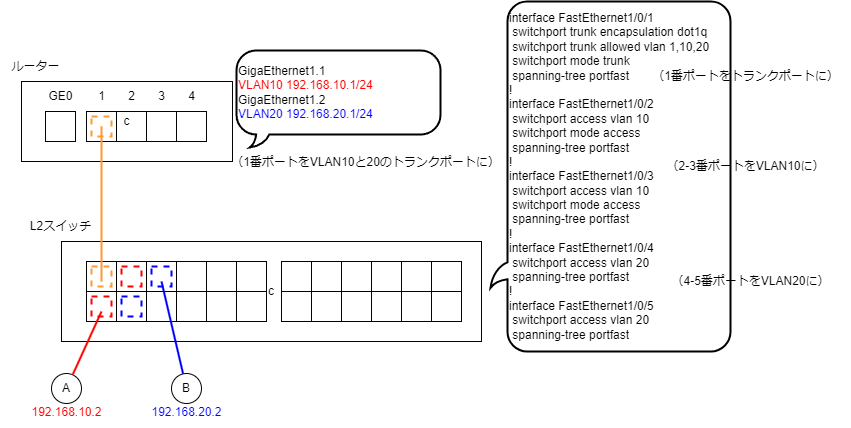 ルーター
GE0
1
2
3
4
c
GigaEthernet1.1
VLAN10 192.168.10.1/24
GigaEthernet1.2
VLAN20 192.168.20.1/24
(1番ポートをVLAN10と20のトランクポートに)
L2スイッチ
c
A
192.168.10.2
B
192.168.20.2
interface FastEthernet1/0/1
switchport trunk encapsulation dot1q
switchport trunk allowed vlan 1,10,20
switchport mode trunk
spanning-tree portfast
(1番ポートをトランクポートに)
!
interface FastEthernet1/0/2
switchport access vlan 10
switchport mode access
spanning-tree portfast
!
(2-3番ポートをVLAN10に)
interface FastEthernet1/0/3
switchport access vlan 10
switchport mode access
spanning-tree portfast
!
interface FastEthernet1/0/4
switchport access vlan 20
spanning-tree portfast
(4-5番ポートをVLAN20に)
!
interface FastEthernet1/0/5
switchport access vlan 20
spanning-tree portfast